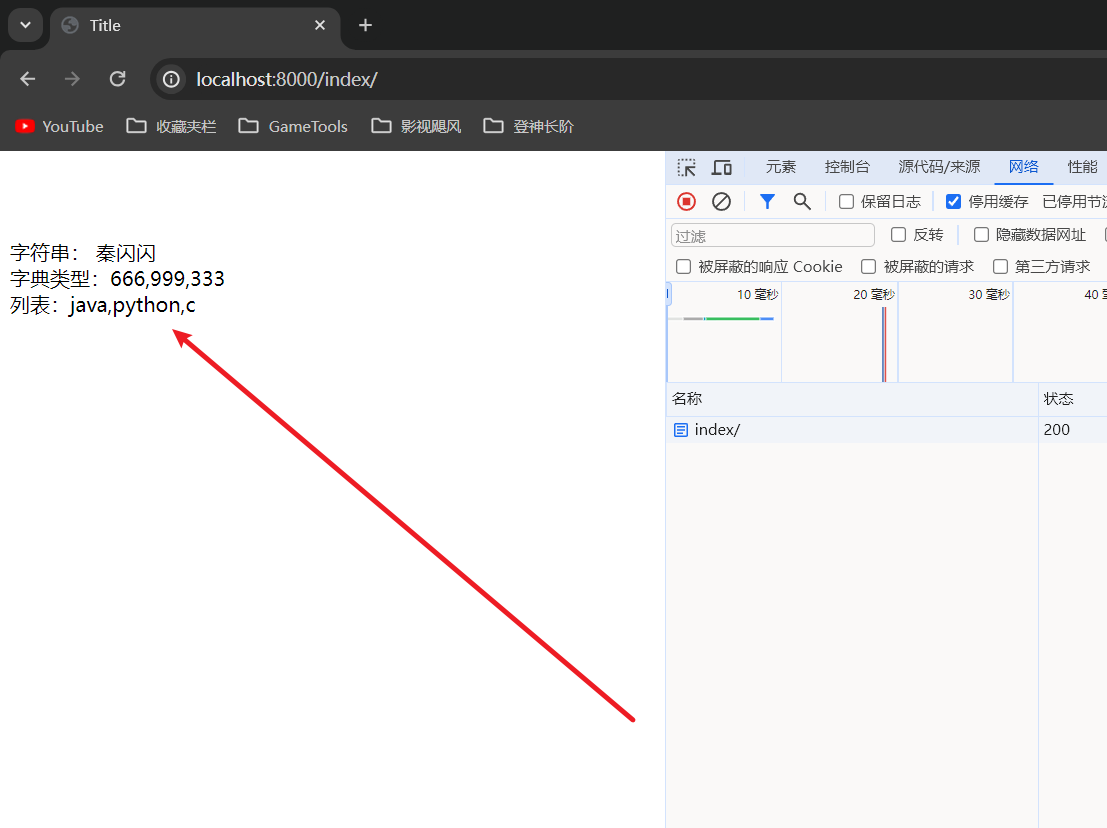 Title
localhost:8000/index/
YouTube 收藏夹栏 GameTools 影视飓风 登神长阶
元素 控制台 源代码/来源 网络 性能
保留日志 停用缓存 已停用节
过滤 反转 隐藏数据网址
被屏蔽的响应 Cookie 被屏蔽的请求 第三方请求
10 毫秒 20 毫秒 30 毫秒 40
名称 状态
index/ 200
字符串： 秦闪闪
字典类型：666,999,333
列表：java,python,c